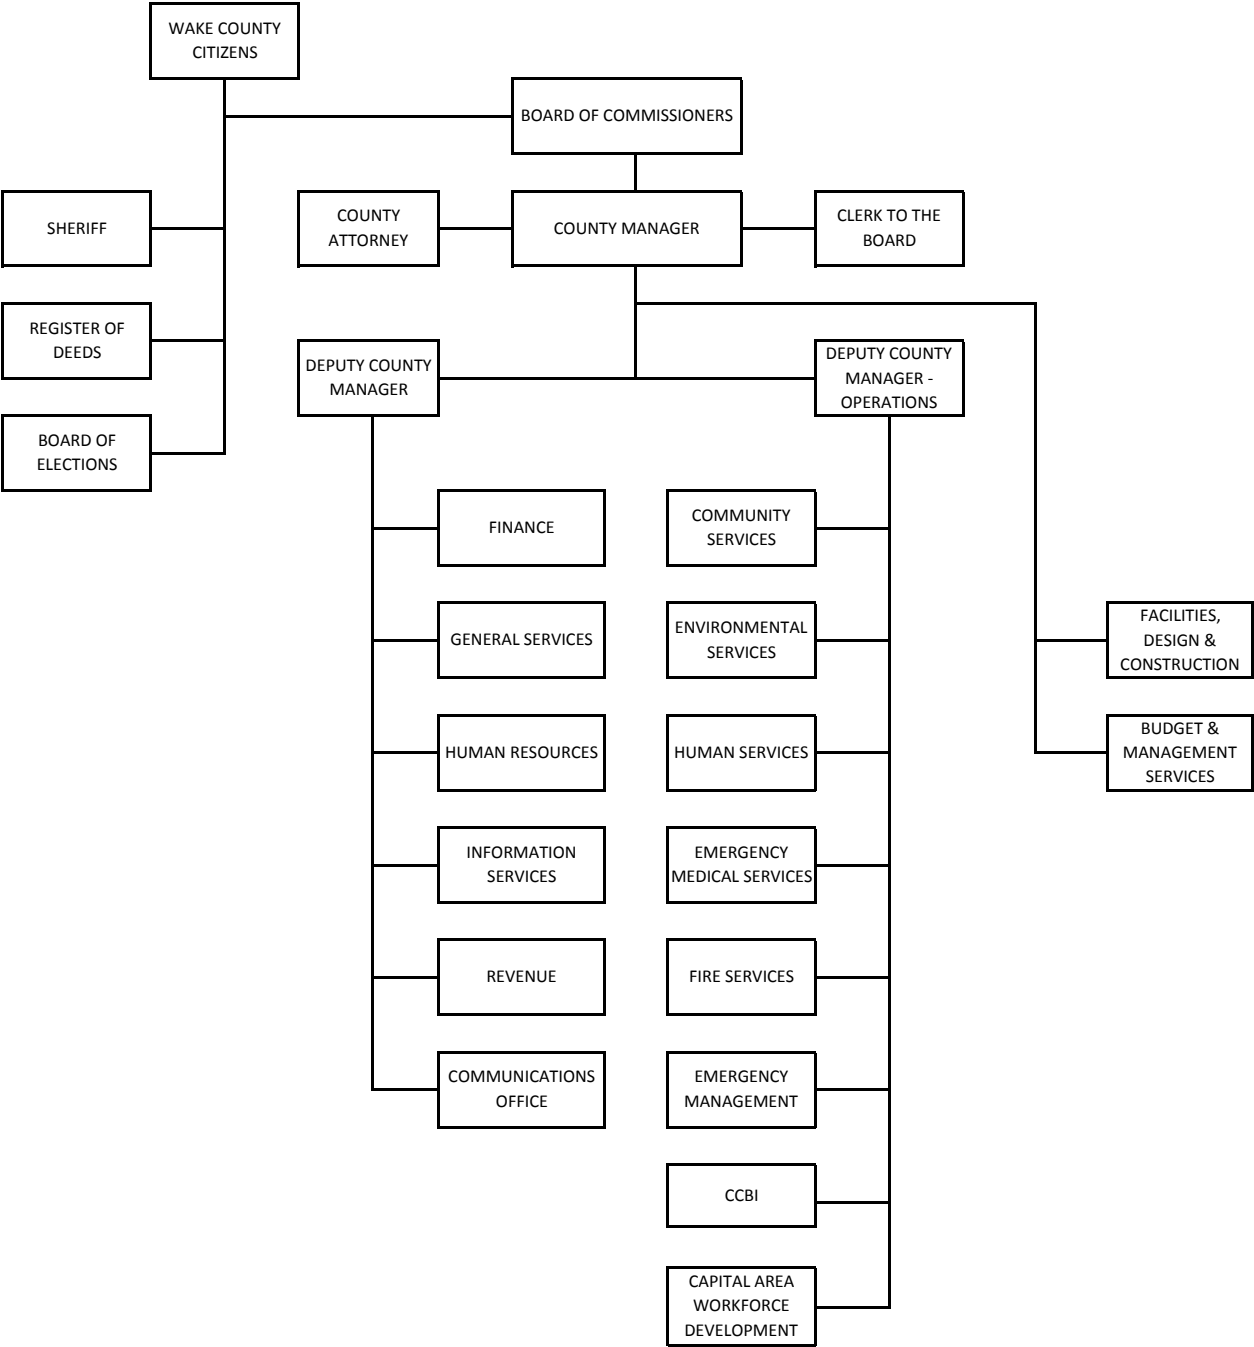 WAKE COUNTY
CITIZENS
BOARD OF COMMISSIONERS
SHERIFF
COUNTY
ATTORNEY
COUNTY MANAGER
CLERK TO THE
BOARD
REGISTER OF
DEEDS
DEPUTY COUNTY
MANAGER
DEPUTY COUNTY
MANAGER -
OPERATIONS
BOARD OF
ELECTIONS
FINANCE
COMMUNITY
SERVICES
GENERAL SERVICES
ENVIRONMENTAL
SERVICES
FACILITIES,
DESIGN &
CONSTRUCTION
HUMAN RESOURCES
HUMAN SERVICES
BUDGET &
MANAGEMENT
SERVICES
INFORMATION
SERVICES
EMERGENCY
MEDICAL SERVICES
REVENUE
FIRE SERVICES
COMMUNICATIONS
OFFICE
EMERGENCY
MANAGEMENT
CCBI
CAPITAL AREA
WORKFORCE
DEVELOPMENT